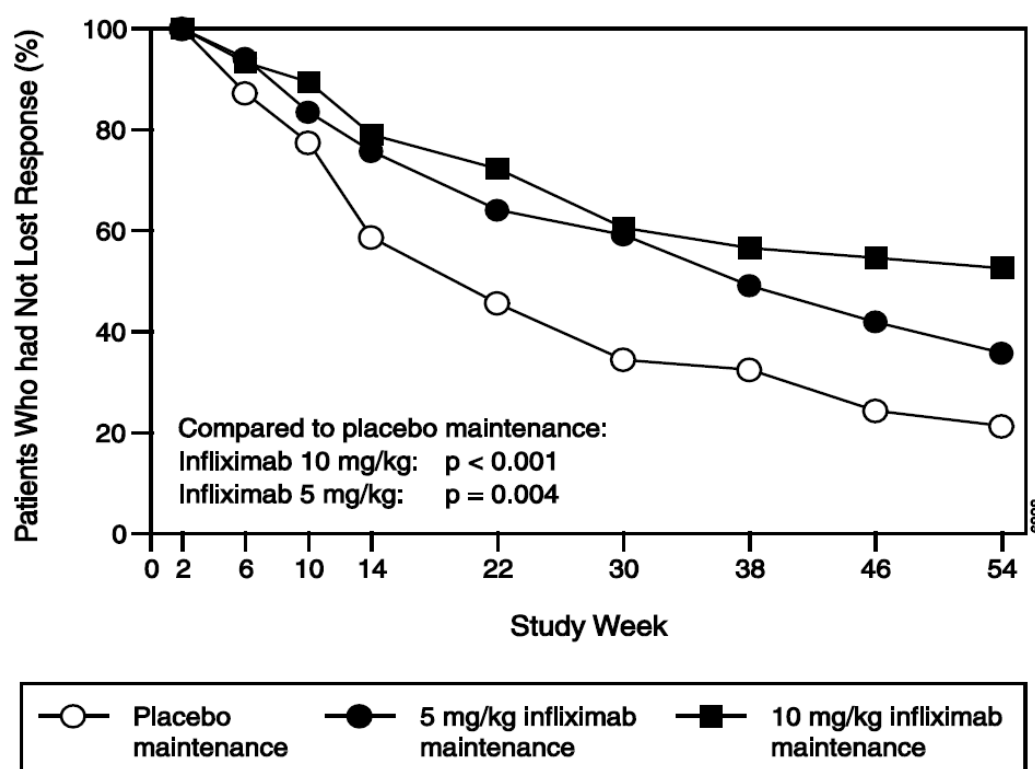 Patients Who had Not Lost Response (%)
100
80
60
40
20
0
Compared to placebo maintenance:
Infliximab 10 mg/kg: p < 0.001
Infliximab 5 mg/kg: p = 0.004
0 2 6 10 14 22 30 38 46 54
Study Week
Placebo maintenance
5 mg/kg infliximab maintenance
10 mg/kg infliximab maintenance